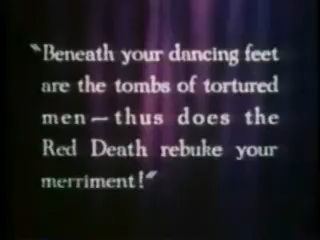 "Beneath your dancing feet
are the tombs of tortured
men—thus does the
Red Death rebuke your
merriment!"